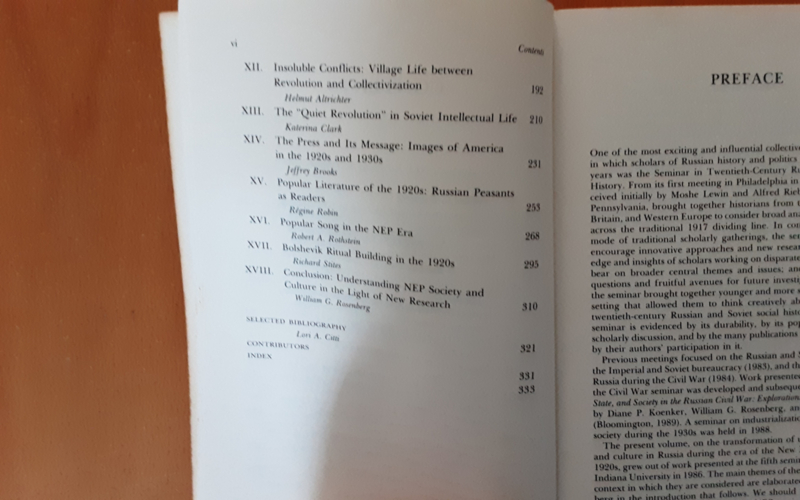 vi
Contents
XII. Insoluble Conflicts: Village Life between
Revolution and Collectivization 192
Helmut Altrichter
XIII. The "Quiet Revolution" in Soviet Intellectual Life 210
Katerina Clark
XIV. The Press and Its Message: Images of America
in the 1920s and 1930s 231
Jeffrey Brooks
XV. Popular Literature of the 1920s: Russian Peasants
as Readers 253
Régine Robin
XVI. Popular Song in the NEP Era 268
Robert A. Rothstein
XVII. Bolshevik Ritual Building in the 1920s 295
Richard Stites
XVIII. Conclusion: Understanding NEP Society and
Culture in the Light of New Research 310
William G. Rosenberg
SELECTED BIBLIOGRAPHY 321
Lori A. Citti
CONTRIBUTORS 331
INDEX 333
PREFACE
One of the most exciting and influential collective
in which scholars of Russian history and politics
years was the Seminar in Twentieth-Century
History. From its first meeting in Philadelphia in
ceived initially by Moshe Lewin and Alfred
Pennsylvania, brought together historians from
Britain, and Western Europe to consider broad
across the traditional 1917 dividing line. In
mode of traditional scholarly gatherings, the
encourage innovative approaches and new
edge and insights of scholars working on disparate
bear on broader central themes and issues, and
questions and fruitful avenues for future
the seminar brought together younger and more
setting that allowed them to think creatively
twentieth-century Russian and Soviet social
seminar is evidenced by its durability, by its
scholarly discussion, and by the many publications
by their authors' participation in it.
Previous meetings focused on the Russian and
the Imperial and Soviet bureaucracy (1983), and
Russia during the Civil War (1984). Work presented
the Civil War seminar was developed and
State, and Society in the Russian Civil War:
by Diane P. Koenker, William G. Rosenberg, and
(Bloomington, 1989). A seminar on
society during the 1930s was held in 1988.
The present volume, on the transformation of
and culture in Russia during the era of the New
1920s, grew out of work presented at the fifth
Indiana University in 1986. The main themes of the
context in which they are considered are
berg in the introduction that follows. We should